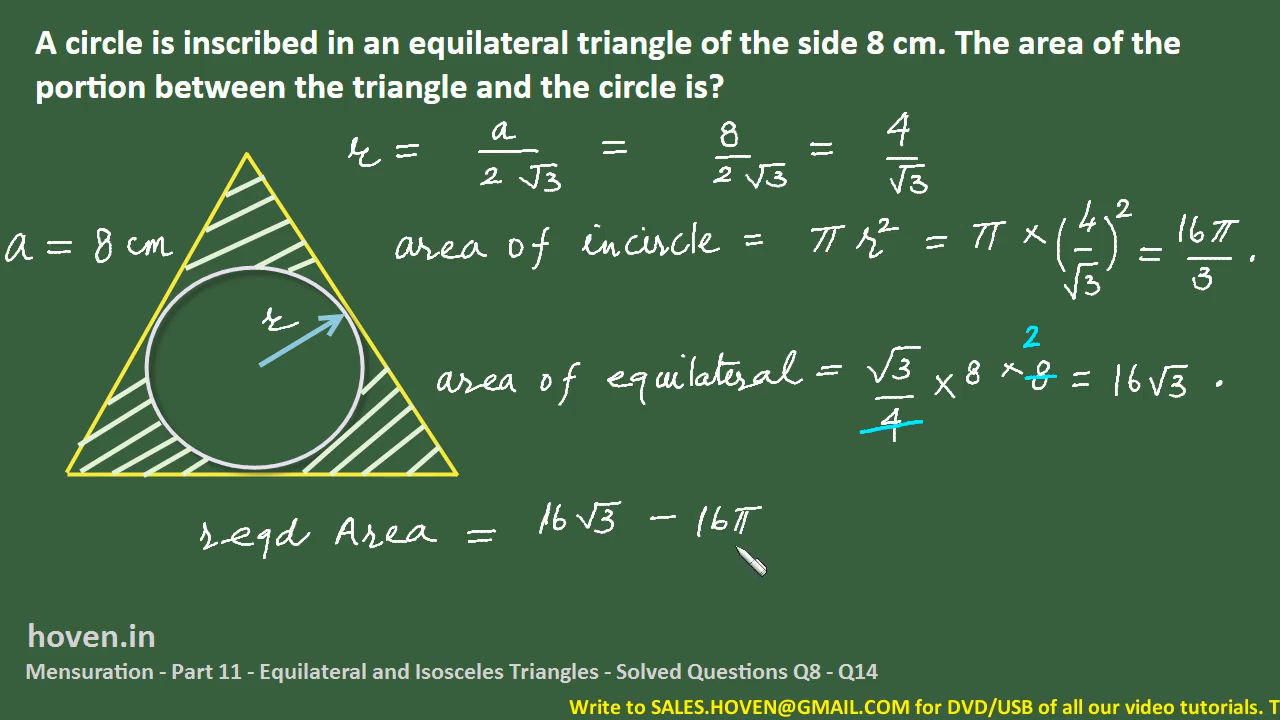 A circle is inscribed in an equilateral triangle of the side 8 cm. The area of the
portion between the triangle and the circle is?
r = a / 2√3 = 8 / 2√3 = 4 / √3
a = 8 cm
area of incircle = π r² = π × (4/√3)² = 16π / 3 .
r
area of equilateral = √3 / 4 × 8 × 8 = 16√3 .
2
1
reqd Area = 16√3 − 16π
hoven.in
Mensuration - Part 11 - Equilateral and Isosceles Triangles - Solved Questions Q8 - Q14
Write to SALES.HOVEN@GMAIL.COM for DVD/USB of all our video tutorials. T